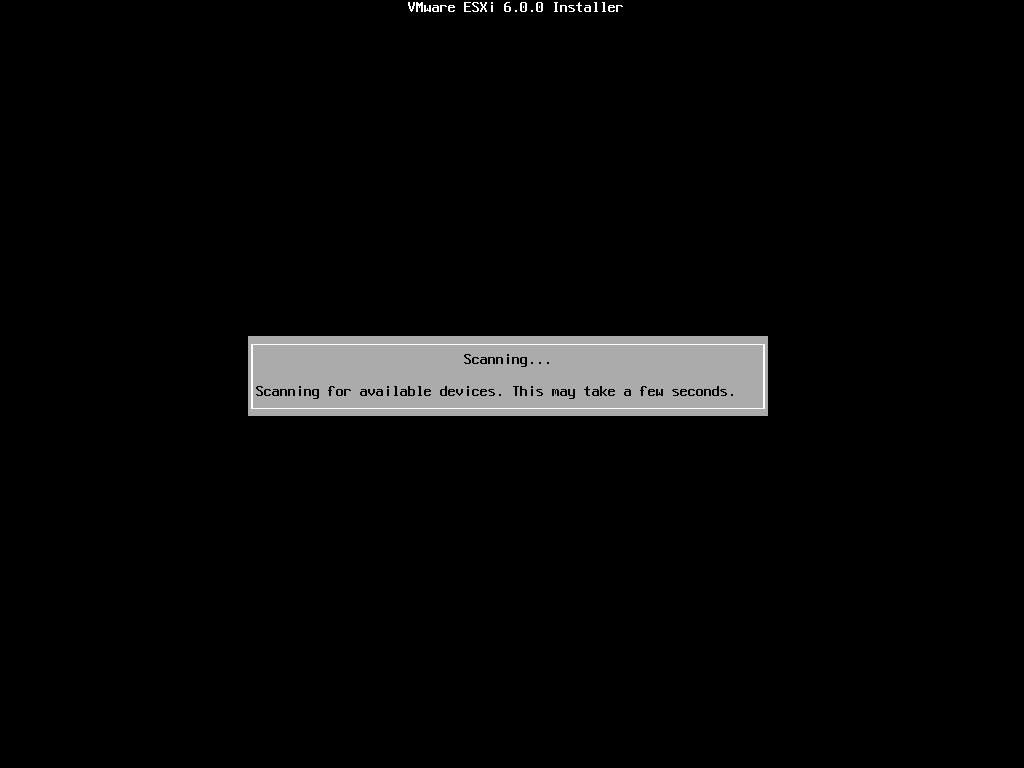 VMware ESXi 6.0.0 Installer
Scanning...
Scanning for available devices. This may take a few seconds.